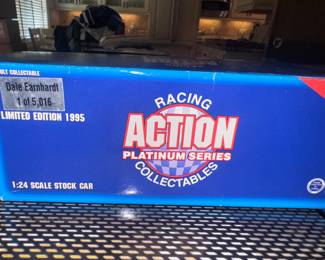 ADULT COLLECTABLE
Dale Earnhardt
1 of 5,016
LIMITED EDITION 1995
RACING
ACTION
PLATINUM SERIES
COLLECTABLES
1:24 SCALE STOCK CAR